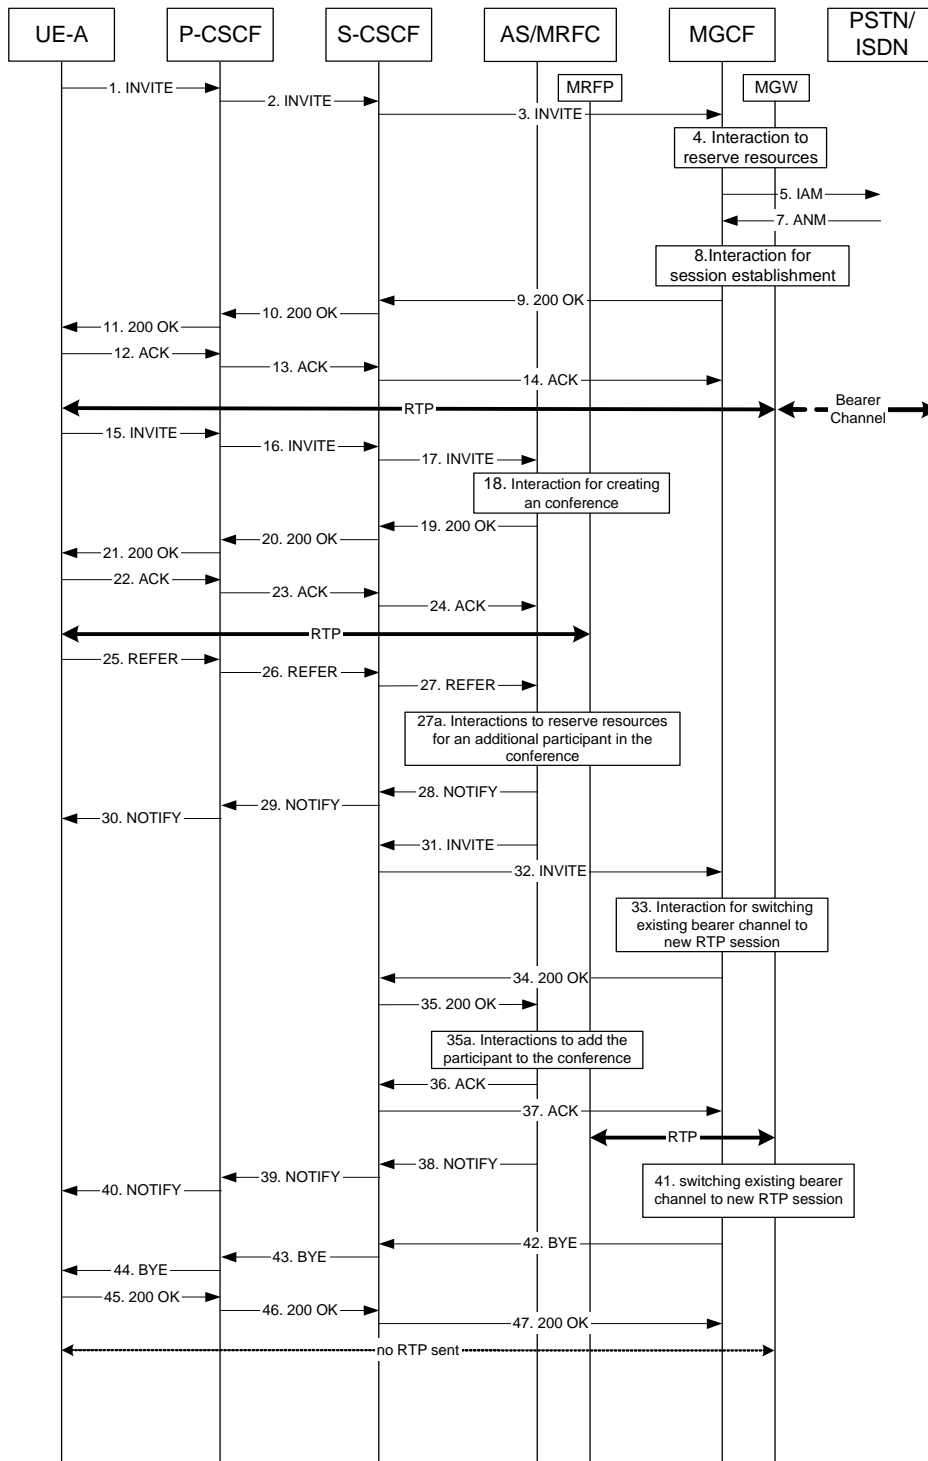 UE-A
P-CSCF
S-CSCF
AS/MRFC
MGCF
PSTN/
ISDN
MRFP
MGW
1. INVITE
2. INVITE
3. INVITE
4. Interaction to
reserve resources
5. IAM
7. ANM
8.Interaction for
session establishment
9. 200 OK
10. 200 OK
11. 200 OK
12. ACK
13. ACK
14. ACK
RTP
Bearer
Channel
15. INVITE
16. INVITE
17. INVITE
18. Interaction for creating
an conference
19. 200 OK
20. 200 OK
21. 200 OK
22. ACK
23. ACK
24. ACK
RTP
25. REFER
26. REFER
27. REFER
27a. Interactions to reserve resources
for an additional participant in the
conference
28. NOTIFY
29. NOTIFY
30. NOTIFY
31. INVITE
32. INVITE
33. Interaction for switching
existing bearer channel to
new RTP session
34. 200 OK
35. 200 OK
35a. Interactions to add the
participant to the conference
36. ACK
37. ACK
RTP
38. NOTIFY
39. NOTIFY
40. NOTIFY
41. switching existing bearer
channel to new RTP session
42. BYE
43. BYE
44. BYE
45. 200 OK
46. 200 OK
47. 200 OK
no RTP sent